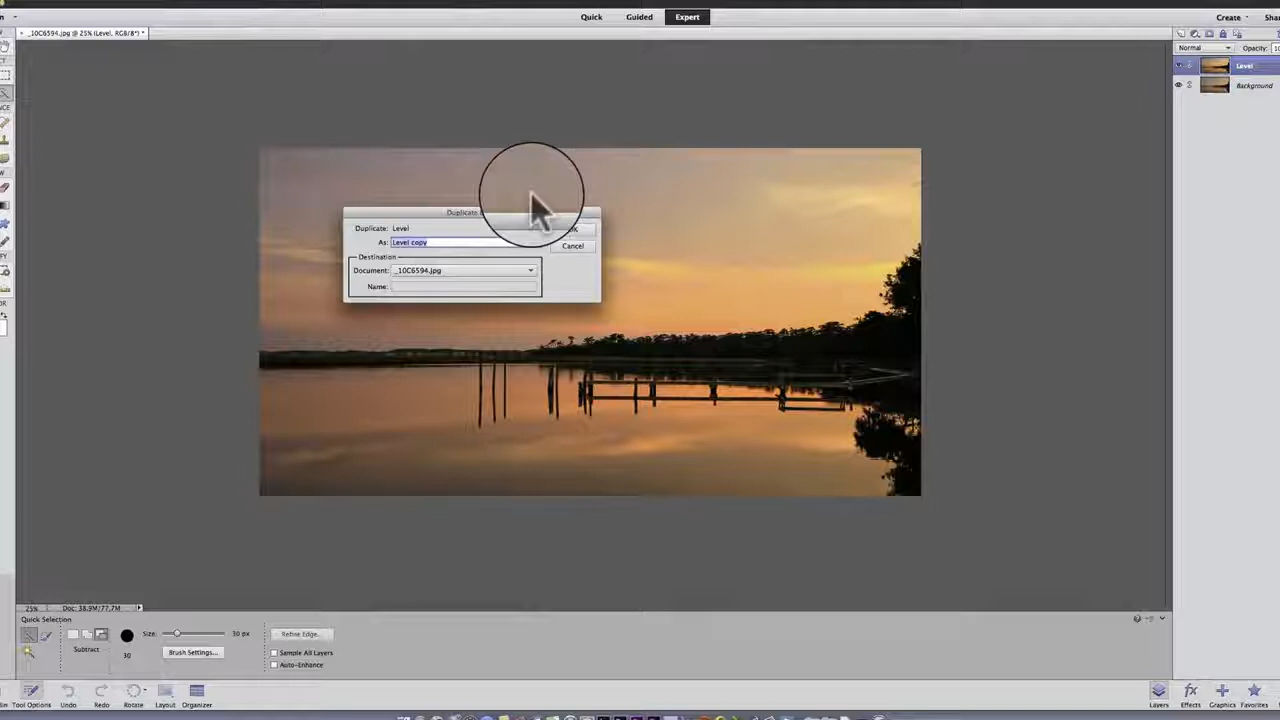 Quick Guided Expert Create
_10C6594.jpg @ 25% (Level, RGB/8*) *
Normal Opacity:
Level
Background
Duplicate
Duplicate: Level
As: Level copy
Cancel
Destination
Document: _10C6594.jpg
Name:
25% Doc: 38.9M/77.7M
Quick Selection
Size: 30 px Refine Edge...
Subtract 30 Brush Settings... Sample All Layers
Auto-Enhance
Tool Options Undo Redo Rotate Layout Organizer Layers Effects Graphics Favorites